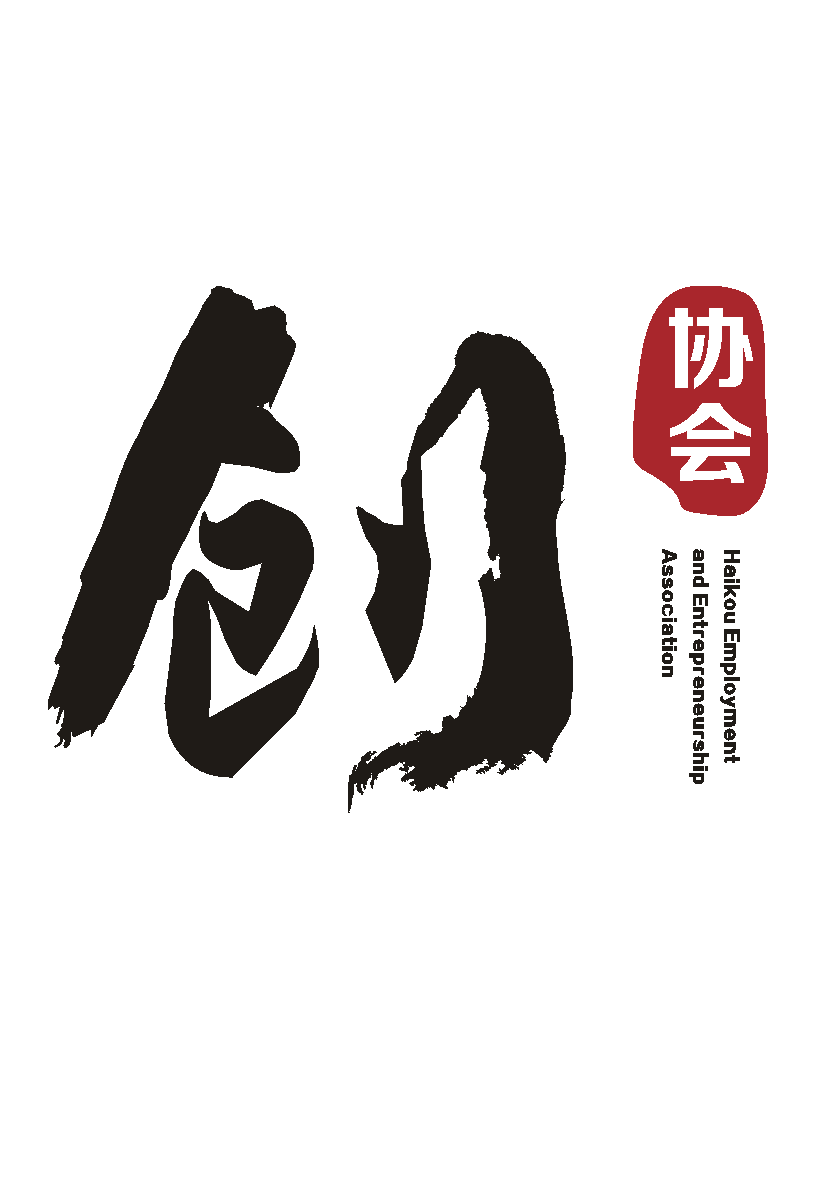 创
协会
Haikou Employment
and Entrepreneurship
Association